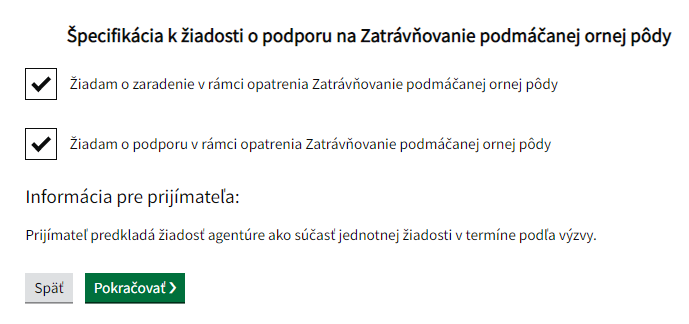 Špecifikácia k žiadosti o podporu na Zatrávňovanie podmáčanej ornej pôdy
Žiadam o zaradenie v rámci opatrenia Zatrávňovanie podmáčanej ornej pôdy
Žiadam o podporu v rámci opatrenia Zatrávňovanie podmáčanej ornej pôdy
Informácia pre prijímateľa:
Prijímateľ predkladá žiadosť agentúre ako súčasť jednotnej žiadosti v termíne podľa výzvy.
Späť
Pokračovať